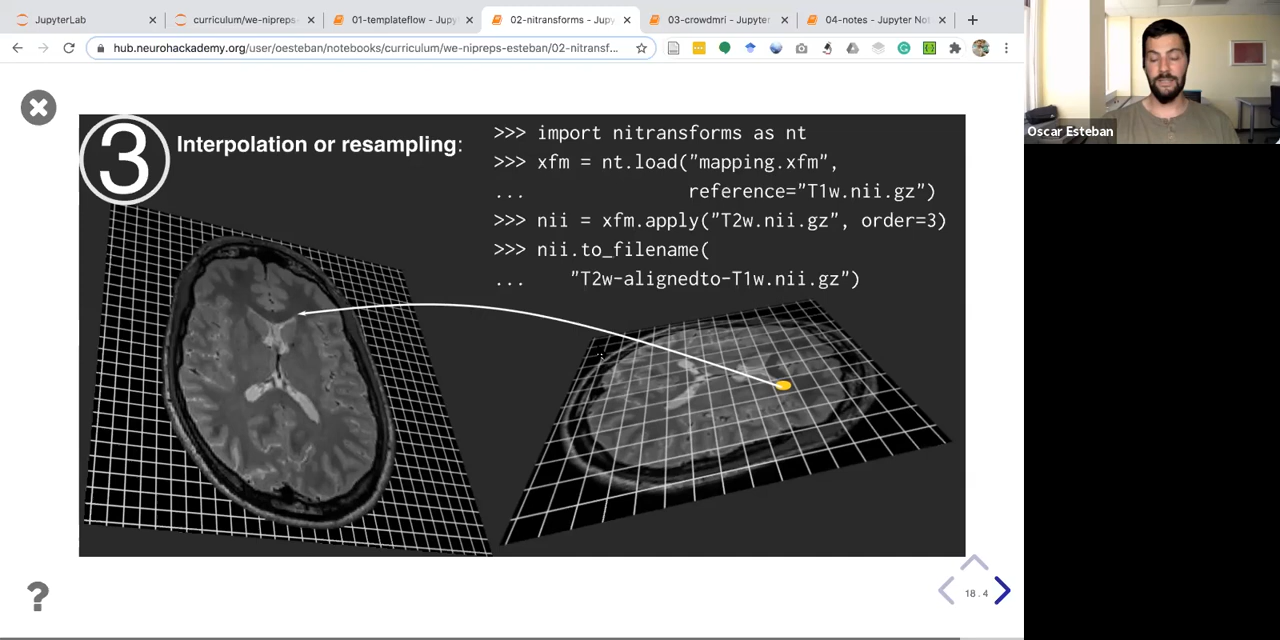 JupyterLab
curriculum/we-nipreps-
01-templateflow - Jup
02-nitransforms - Jup
03-crowdmri - Jupyter
04-notes - Jupyter Not
hub.neurohackademy.org/user/oesteban/notebooks/curriculum/we-nipreps-esteban/02-nitransf...
3
Interpolation or resampling:
>>> import nitransforms as nt
>>> xfm = nt.load("mapping.xfm",
... reference="T1w.nii.gz")
>>> nii = xfm.apply("T2w.nii.gz", order=3)
>>> nii.to_filename(
... "T2w-alignedto-T1w.nii.gz")
Oscar Esteban
18.4
?